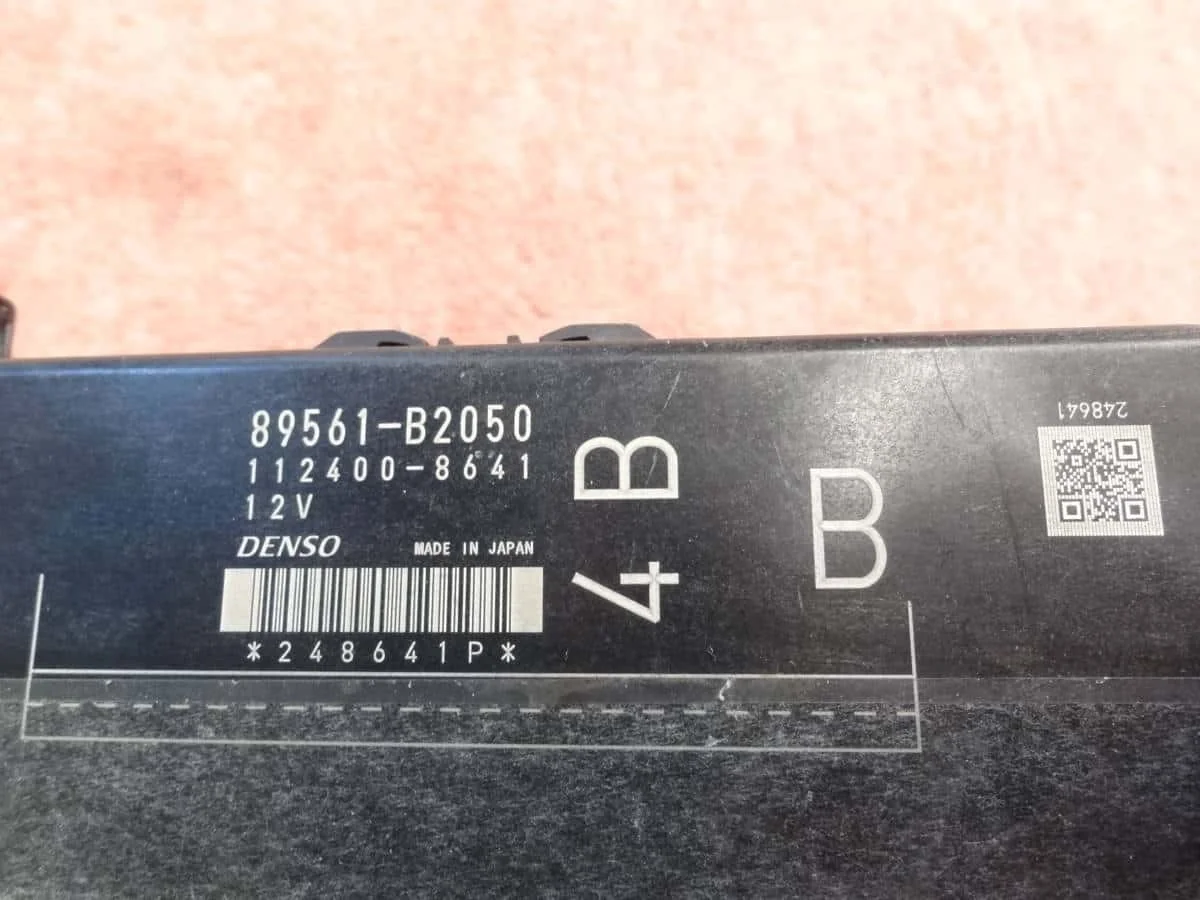 89561-B2050
112400-8641
12V
DENSO MADE IN JAPAN
*248641P*
4B
B
248641